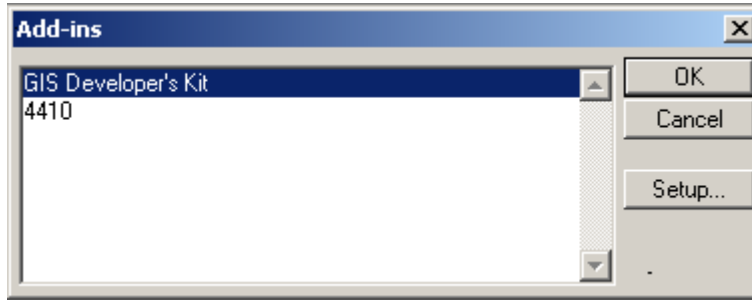 Add-ins
GIS Developer's Kit
4410
OK
Cancel
Setup...